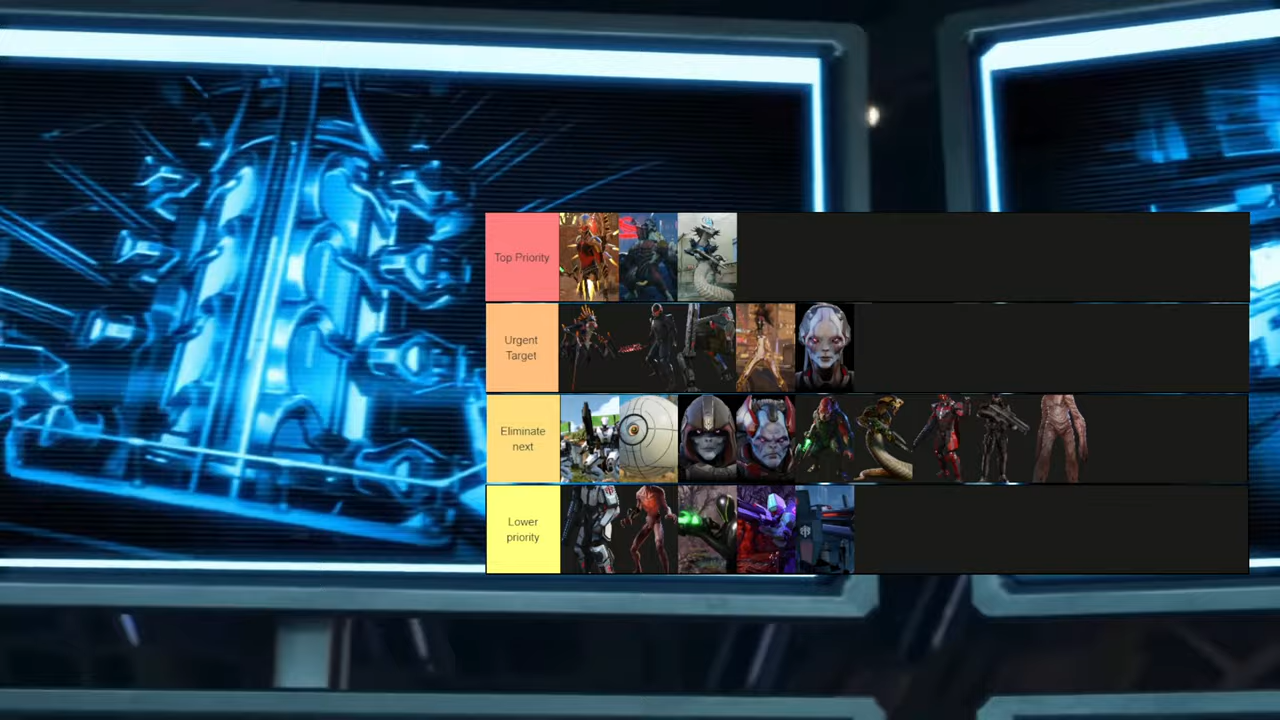 Top Priority
Urgent
Target
Eliminate
next
Lower
priority